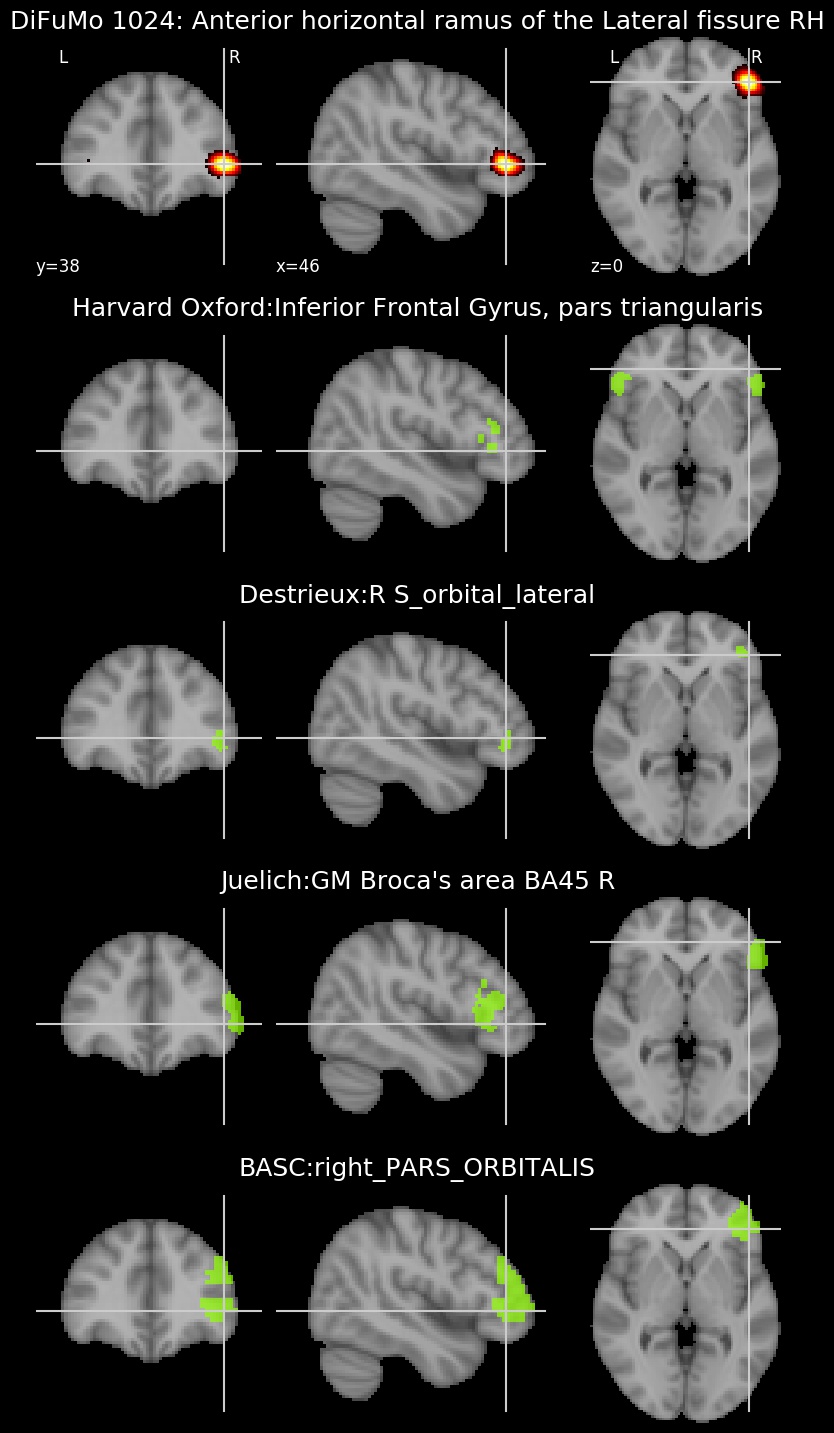 DiFuMo 1024: Anterior horizontal ramus of the Lateral fissure RH
L R L R
y=38 x=46 z=0
Harvard Oxford:Inferior Frontal Gyrus, pars triangularis
Destrieux:R S_orbital_lateral
Juelich:GM Broca's area BA45 R
BASC:right_PARS_ORBITALIS